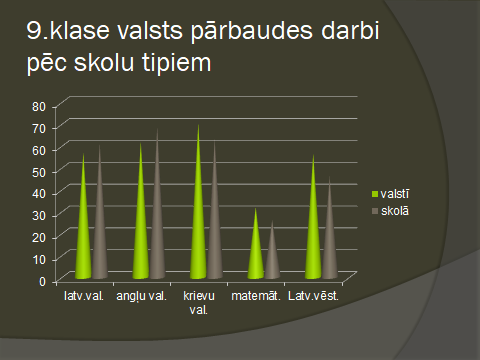 9.klase valsts pārbaudes darbi
pēc skolu tipiem
80
70
60
50
40
30
20
10
0
latv.val.
angļu val.
krievu
val.
matemāt.
Latv.vēst.
valstī
skolā